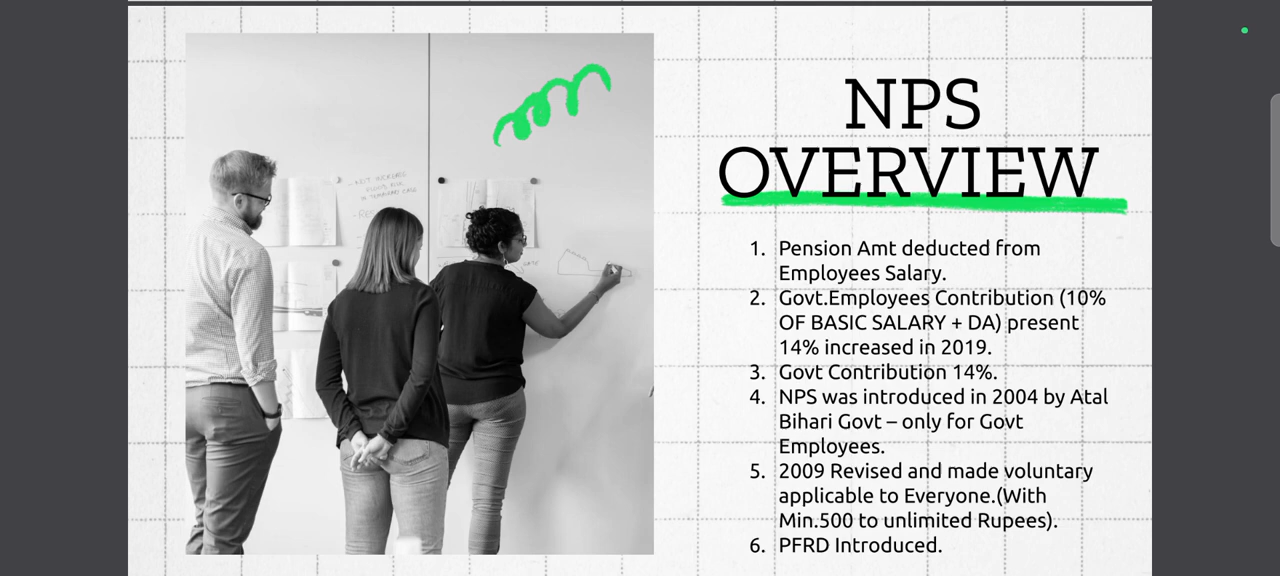 NPS
OVERVIEW
1. Pension Amt deducted from
Employees Salary.
2. Govt.Employees Contribution (10%
OF BASIC SALARY + DA) present
14% increased in 2019.
3. Govt Contribution 14%.
4. NPS was introduced in 2004 by Atal
Bihari Govt – only for Govt
Employees.
5. 2009 Revised and made voluntary
applicable to Everyone.(With
Min.500 to unlimited Rupees).
6. PFRD Introduced.